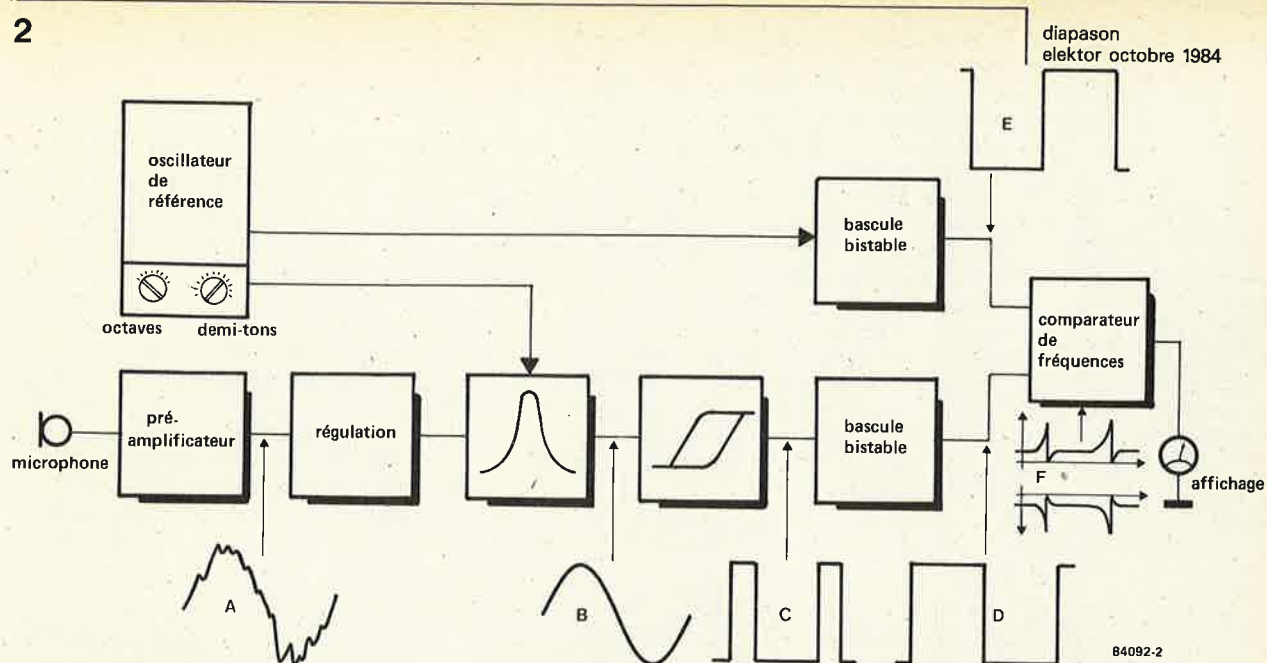 2
diapason
elektor octobre 1984
E
oscillateur
de
référence
octaves
demi-tons
bascule
bistable
comparateur
de
fréquences
microphone
pré-
amplificateur
régulation
bascule
bistable
F
affichage
A
B
C
D
84092-2